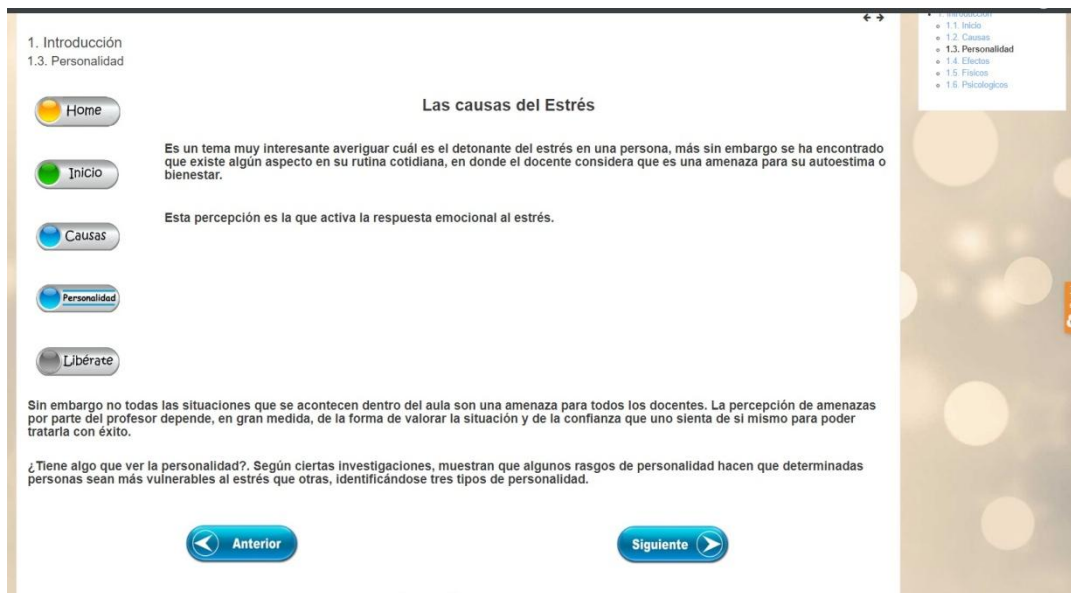 1. Introducción
1.3. Personalidad
Home
Inicio
Causas
Personalidad
Libérate
Las causas del Estrés
Es un tema muy interesante averiguar cuál es el detonante del estrés en una persona, más sin embargo se ha encontrado
que existe algún aspecto en su rutina cotidiana, en donde el docente considera que es una amenaza para su autoestima o
bienestar.
Esta percepción es la que activa la respuesta emocional al estrés.
Sin embargo no todas las situaciones que se acontecen dentro del aula son una amenaza para todos los docentes. La percepción de amenazas
por parte del profesor depende, en gran medida, de la forma de valorar la situación y de la confianza que uno sienta de si mismo para poder
tratarla con éxito.
¿Tiene algo que ver la personalidad?. Según ciertas investigaciones, muestran que algunos rasgos de personalidad hacen que determinadas
personas sean más vulnerables al estrés que otras, identificándose tres tipos de personalidad.
Anterior
Siguiente
1. Introducción
1.1. Inicio
1.2. Causas
1.3. Personalidad
1.4. Efectos
1.5. Fisicos
1.6. Psicologicos